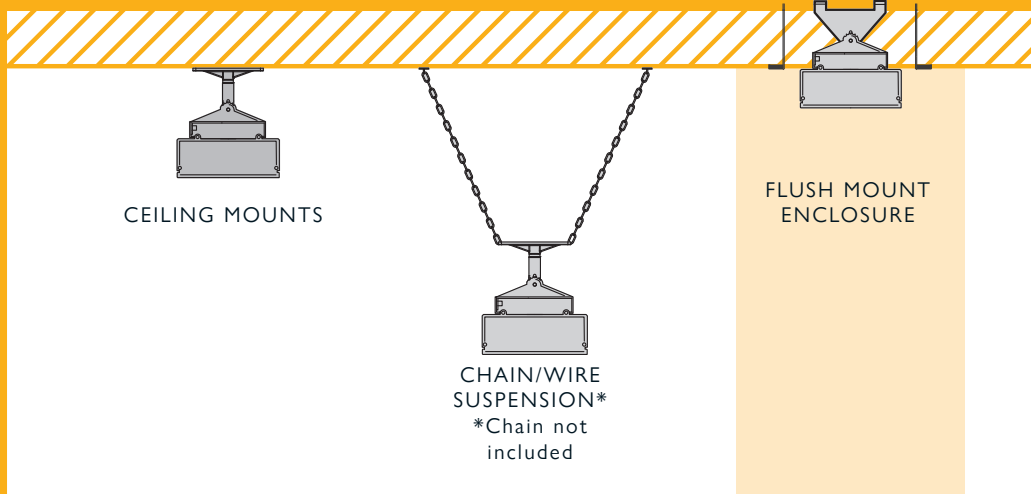 CEILING MOUNTS
CHAIN/WIRE
SUSPENSION*
*Chain not
included
FLUSH MOUNT
ENCLOSURE